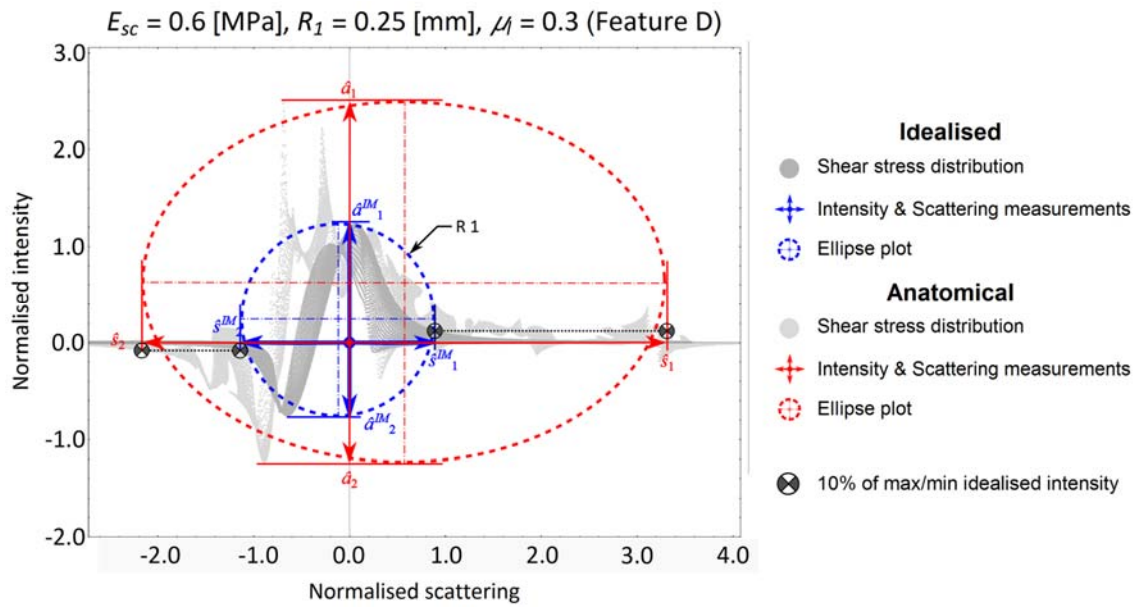 E_sc = 0.6 [MPa], R_1 = 0.25 [mm], μ_l = 0.3 (Feature D)
3.0
2.0
1.0
0.0
-1.0
-2.0
Normalised intensity
â_1
â^IM_1
R 1
ŝ_2
ŝ^IM
ŝ^IM_1
ŝ_1
â^IM_2
â_2
-2.0
-1.0
0.0
1.0
2.0
3.0
4.0
Normalised scattering
Idealised
Shear stress distribution
Intensity & Scattering measurements
Ellipse plot
Anatomical
Shear stress distribution
Intensity & Scattering measurements
Ellipse plot
10% of max/min idealised intensity